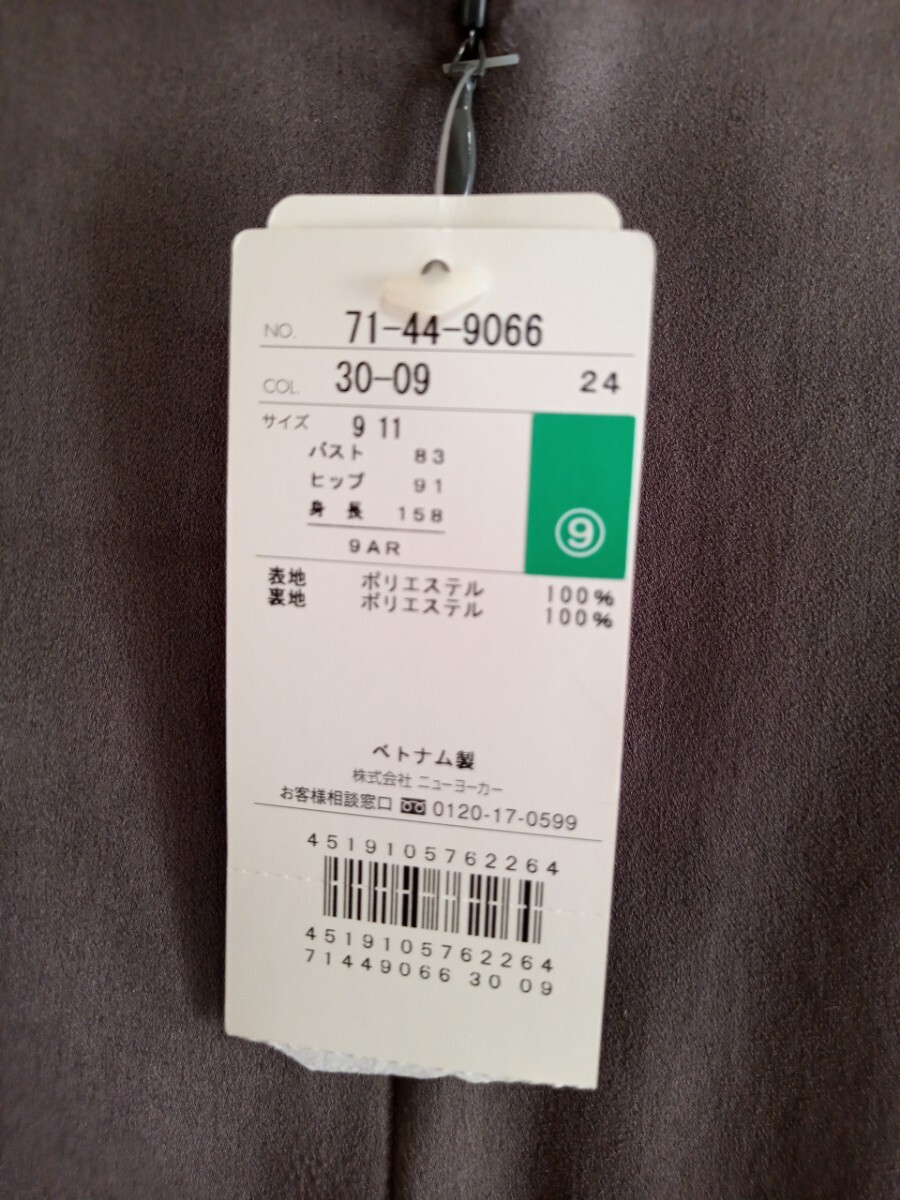 NO. 71-44-9066
COL. 30-09 24
サイズ 9 11
バスト 83
ヒップ 91
身長 158
9AR
⑨
表地 ポリエステル 100%
裏地 ポリエステル 100%
ベトナム製
株式会社 ニューヨーカー
お客様相談窓口 0120-17-0599
4519105762264
4519105762264
71449066 30 09